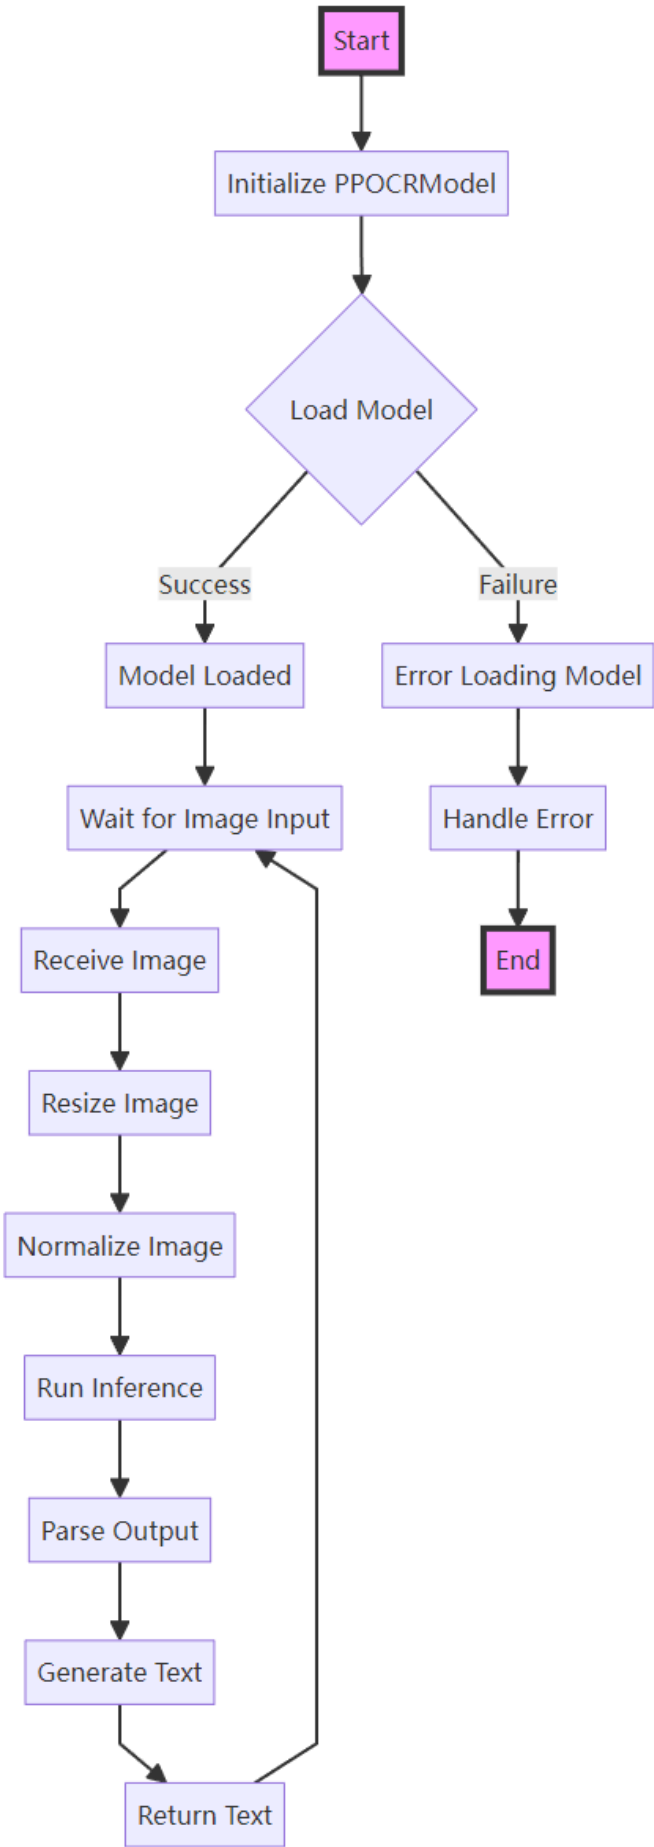 Start
Initialize PPOCRModel
Load Model
Success
Failure
Model Loaded
Error Loading Model
Wait for Image Input
Handle Error
Receive Image
End
Resize Image
Normalize Image
Run Inference
Parse Output
Generate Text
Return Text